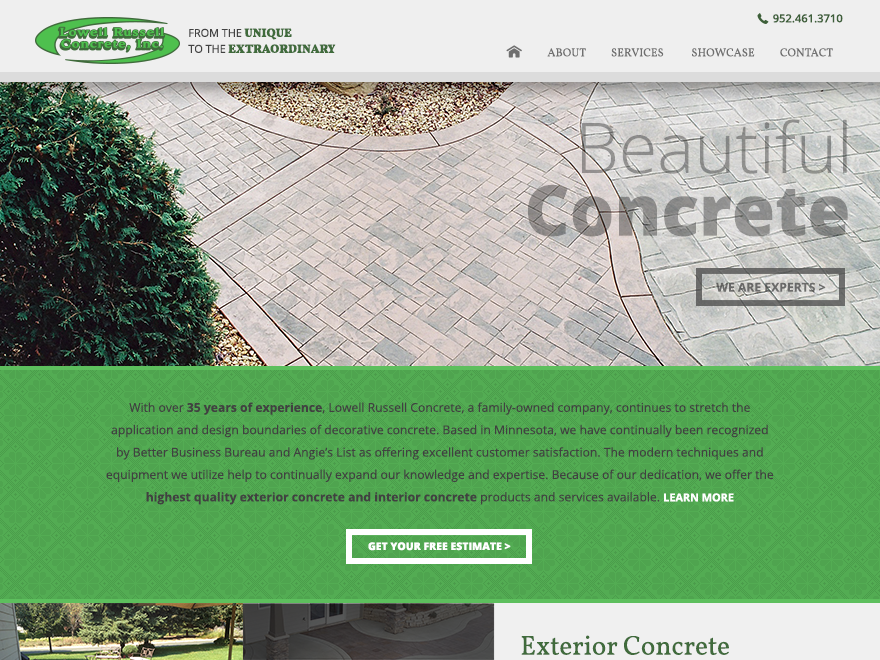 Lowell Russell
Concrete, Inc.
FROM THE UNIQUE
TO THE EXTRAORDINARY
952.461.3710
ABOUT SERVICES SHOWCASE CONTACT
Beautiful
Concrete
WE ARE EXPERTS >
With over 35 years of experience, Lowell Russell Concrete, a family-owned company, continues to stretch the
application and design boundaries of decorative concrete. Based in Minnesota, we have continually been recognized
by Better Business Bureau and Angie's List as offering excellent customer satisfaction. The modern techniques and
equipment we utilize help to continually expand our knowledge and expertise. Because of our dedication, we offer the
highest quality exterior concrete and interior concrete products and services available. LEARN MORE
GET YOUR FREE ESTIMATE >
Exterior Concrete